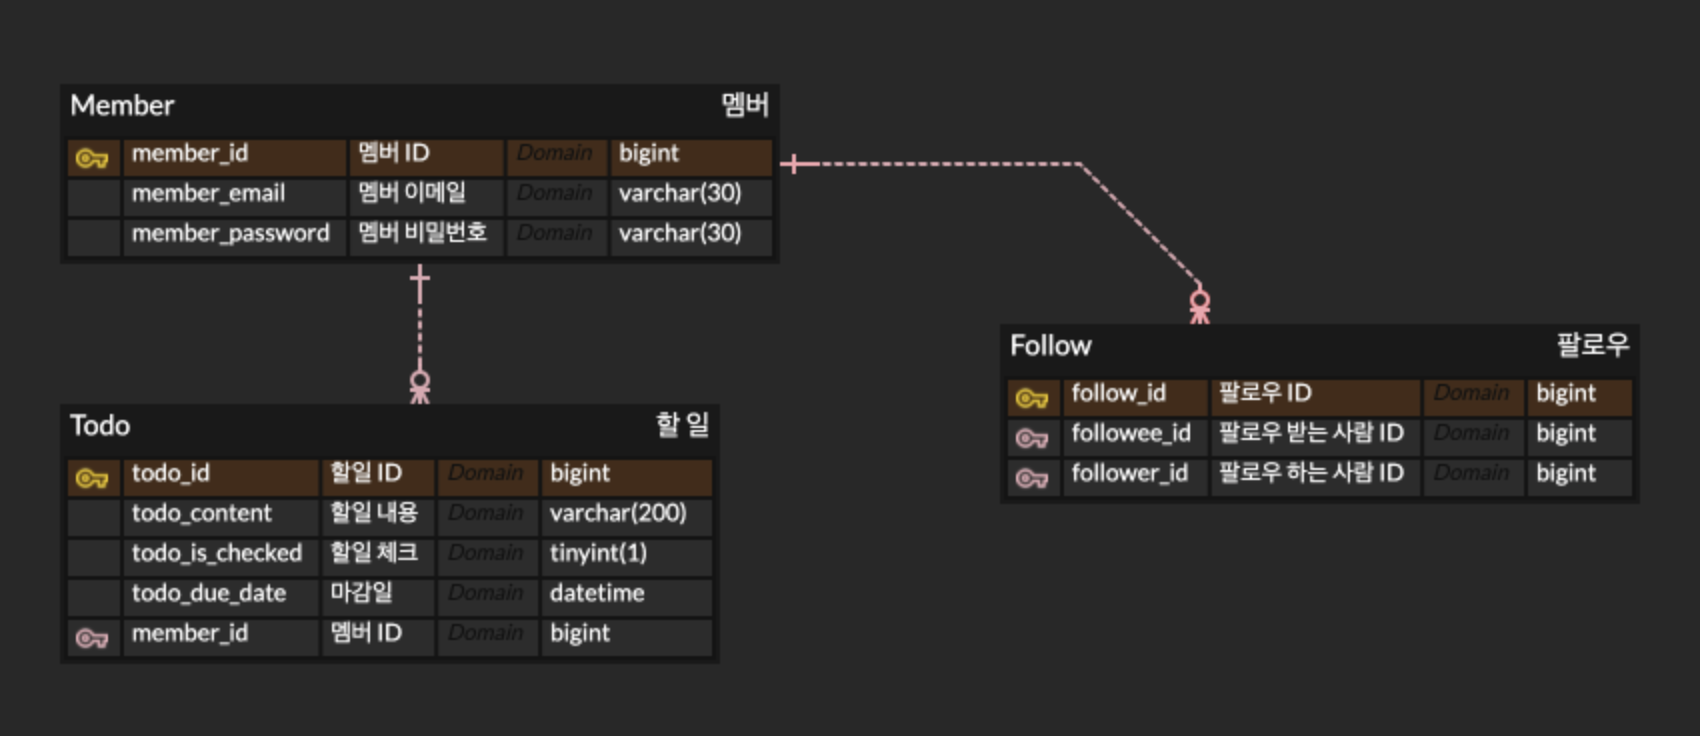 Member 멤버
member_id 멤버 ID Domain bigint
member_email 멤버 이메일 Domain varchar(30)
member_password 멤버 비밀번호 Domain varchar(30)
Follow 팔로우
follow_id 팔로우 ID Domain bigint
followee_id 팔로우 받는 사람 ID Domain bigint
follower_id 팔로우 하는 사람 ID Domain bigint
Todo 할 일
todo_id 할일 ID Domain bigint
todo_content 할일 내용 Domain varchar(200)
todo_is_checked 할일 체크 Domain tinyint(1)
todo_due_date 마감일 Domain datetime
member_id 멤버 ID Domain bigint